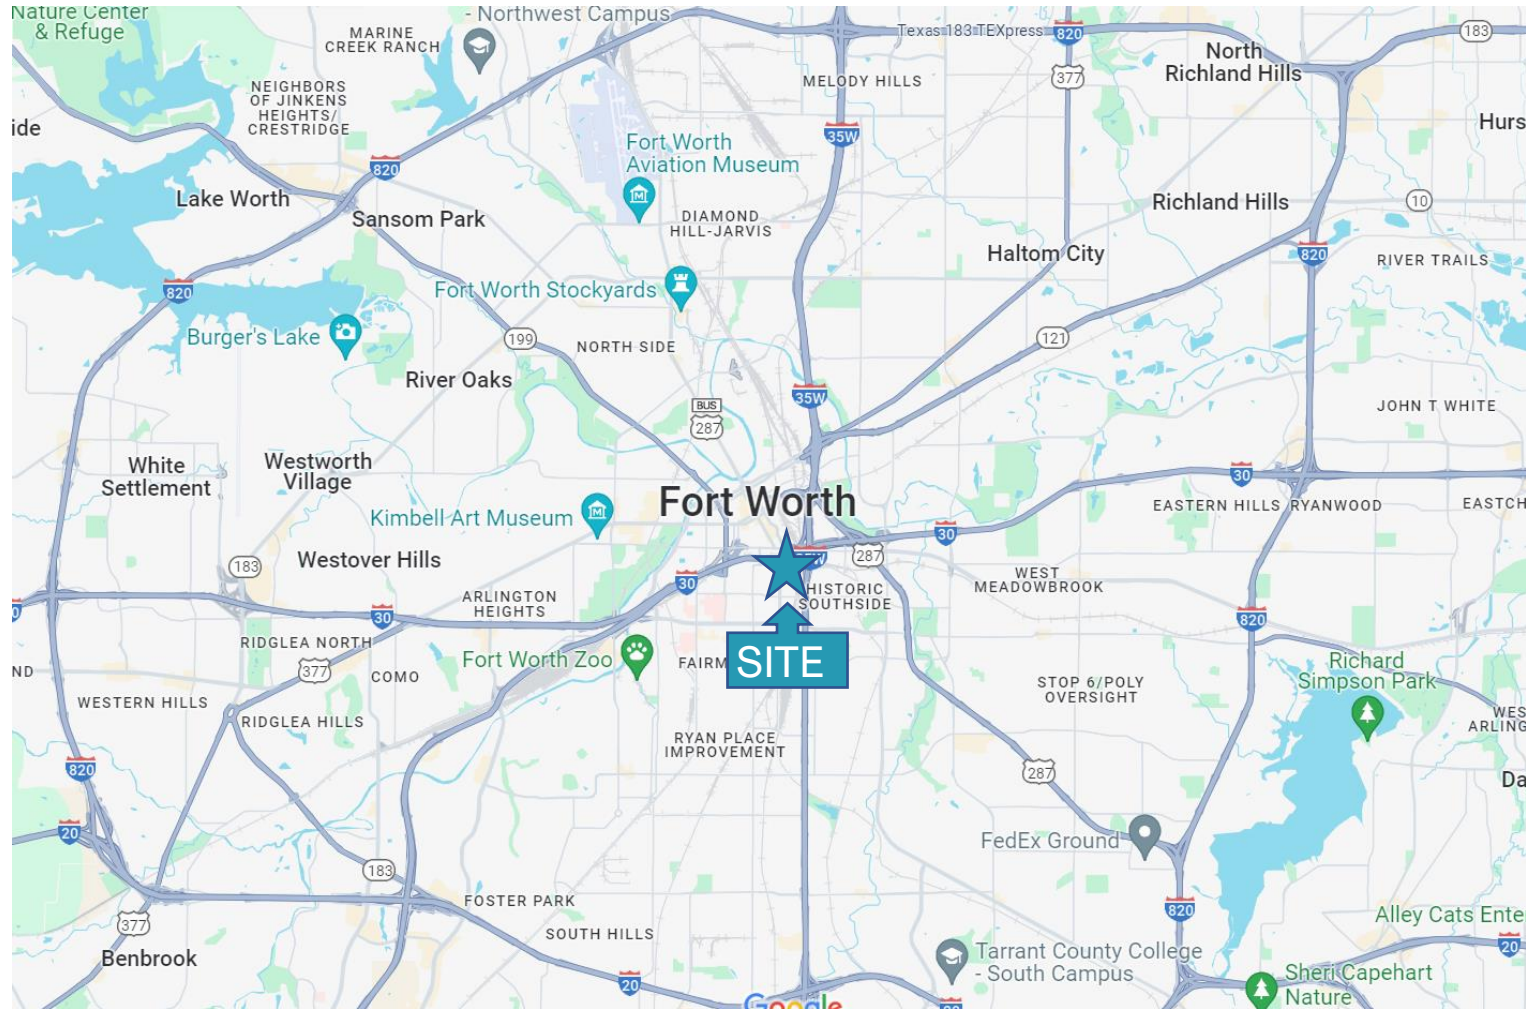 Nature Center
& Refuge
- Northwest Campus
MARINE
CREEK RANCH
Texas 183 TEXpress
820
183
North
Richland Hills
377
MELODY HILLS
NEIGHBORS
OF JINKENS
HEIGHTS/
CRESTRIDGE
ide
Hurs
35W
Fort Worth
Aviation Museum
820
Lake Worth
Sansom Park
DIAMOND
HILL-JARVIS
Richland Hills
10
Haltom City
820
RIVER TRAILS
820
Fort Worth Stockyards
Burger's Lake
199
NORTH SIDE
121
River Oaks
35W
BUS
287
JOHN T WHITE
White
Settlement
Westworth
Village
30
Fort Worth
EASTERN HILLS
RYANWOOD
EASTCH
Kimbell Art Museum
30
287
183
Westover Hills
30
WEST
MEADOWBROOK
ARLINGTON
HEIGHTS
HISTORIC
SOUTHSIDE
30
820
RIDGLEA NORTH
377
COMO
Fort Worth Zoo
FAIRM
SITE
Richard
Simpson Park
ND
WESTERN HILLS
RIDGLEA HILLS
STOP 6/POLY
OVERSIGHT
WES
ARLING
RYAN PLACE
IMPROVEMENT
820
287
Da
20
FedEx Ground
183
FOSTER PARK
820
377
Benbrook
SOUTH HILLS
Alley Cats Ente
20
Tarrant County College
- South Campus
20
Sheri Capehart
Nature
Google